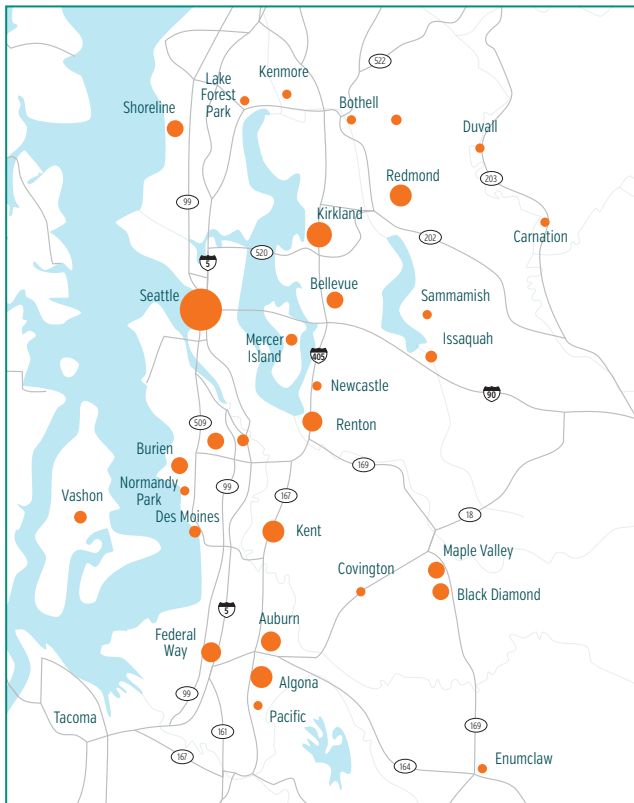 522
Kenmore
Lake
Forest
Park
Bothell
Shoreline
Duvall
Redmond
203
99
Kirkland
Carnation
202
520
5
Bellevue
Seattle
Sammamish
Mercer
Island
Issaquah
405
Newcastle
90
509
Renton
Burien
169
Normandy
Park
99
167
Vashon
18
Des Moines
Kent
Maple Valley
Covington
Black Diamond
5
Auburn
Federal
Way
Algona
99
Tacoma
Pacific
161
169
167
164
Enumclaw